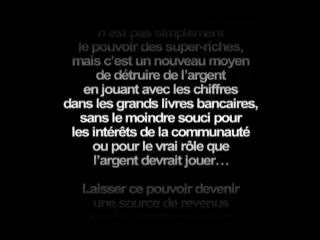 n'est pas simplement
le pouvoir des super-riches,
mais c'est un nouveau moyen
de détruire de l'argent
en jouant avec les chiffres
dans les grands livres bancaires,
sans le moindre souci pour
les intérêts de la communauté
ou pour le vrai rôle que
l'argent devrait jouer…
Laisser ce pouvoir devenir
une source de revenus